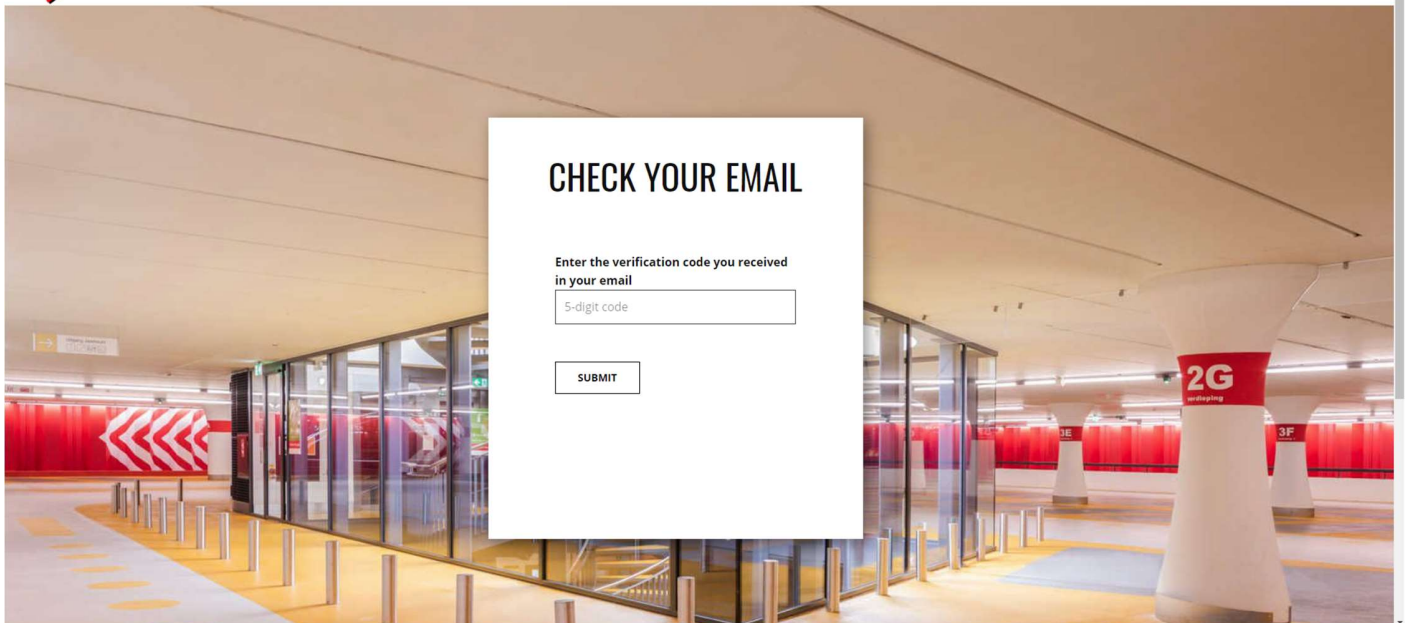 CHECK YOUR EMAIL
Enter the verification code you received
in your email
5-digit code
SUBMIT
2G
verdieping
3E
3F